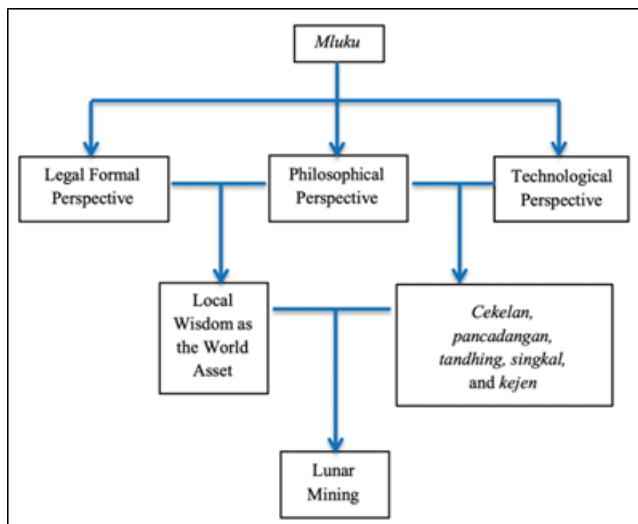 Mluku
Legal Formal
Perspective
Philosophical
Perspective
Technological
Perspective
Local
Wisdom as
the World
Asset
Cekelan,
pancadangan,
tandhing, singkal,
and kejen
Lunar
Mining